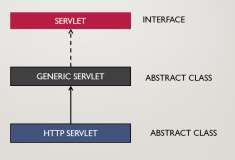 SERVLET INTERFACE
GENERIC SERVLET ABSTRACT CLASS
HTTP SERVLET ABSTRACT CLASS